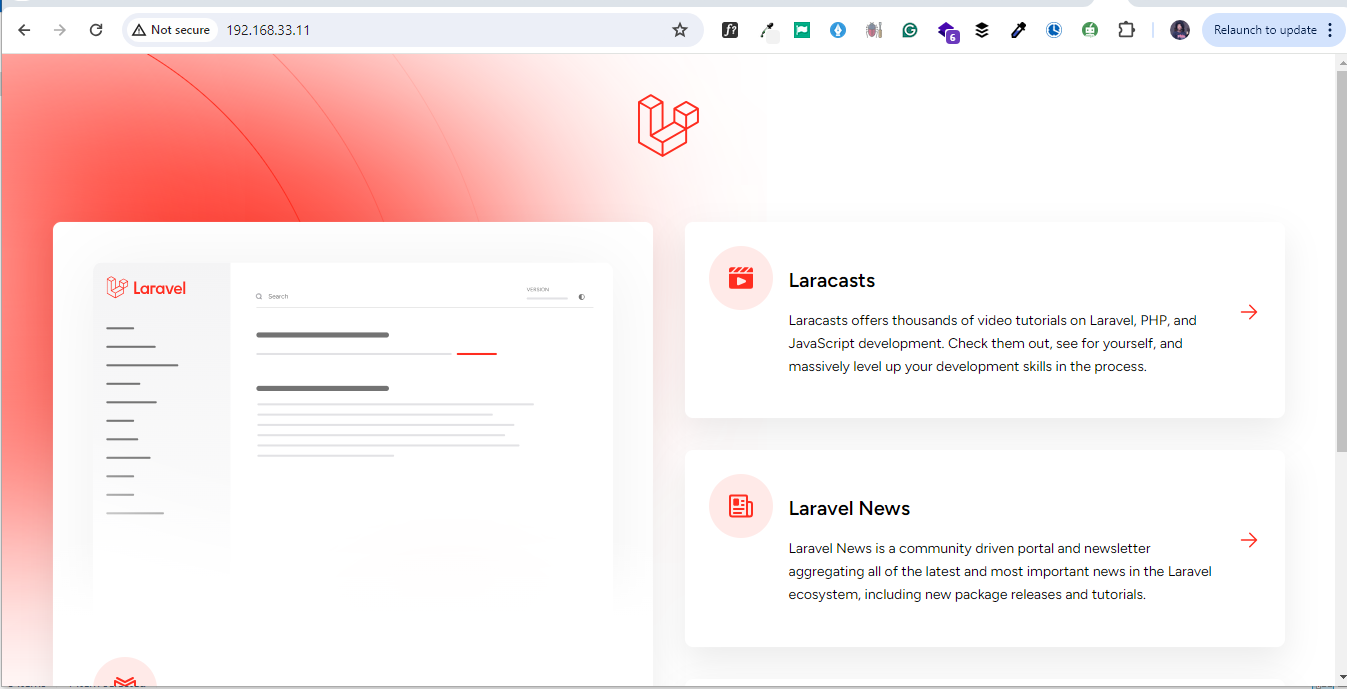 Not secure
192.168.33.11
6
Relaunch to update
Laravel
Search
VERSION
Laracasts
Laracasts offers thousands of video tutorials on Laravel, PHP, and
JavaScript development. Check them out, see for yourself, and
massively level up your development skills in the process.
Laravel News
Laravel News is a community driven portal and newsletter
aggregating all of the latest and most important news in the Laravel
ecosystem, including new package releases and tutorials.